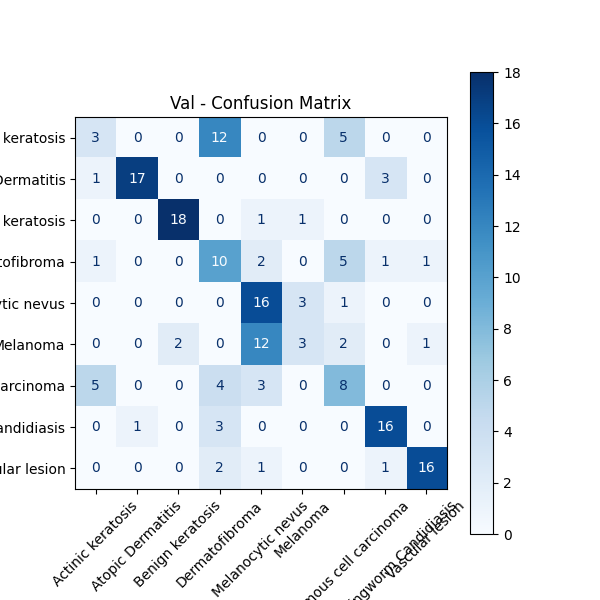 Val - Confusion Matrix
keratosis 3 0 0 12 0 0 5 0 0
Dermatitis 1 17 0 0 0 0 0 3 0
keratosis 0 0 18 0 1 1 0 0 0
tofibroma 1 0 0 10 2 0 5 1 1
ytic nevus 0 0 0 0 16 3 1 0 0
Melanoma 0 0 2 0 12 3 2 0 1
arcinoma 5 0 0 4 3 0 8 0 0
andidiasis 0 1 0 3 0 0 0 16 0
ular lesion 0 0 0 2 1 0 0 1 16
Actinic keratosis
Atopic Dermatitis
Benign keratosis
Dermatofibroma
Melanocytic nevus
Melanoma
mous cell carcinoma
ngworm Candidiasis
Vascular lesion
18
16
14
12
10
8
6
4
2
0